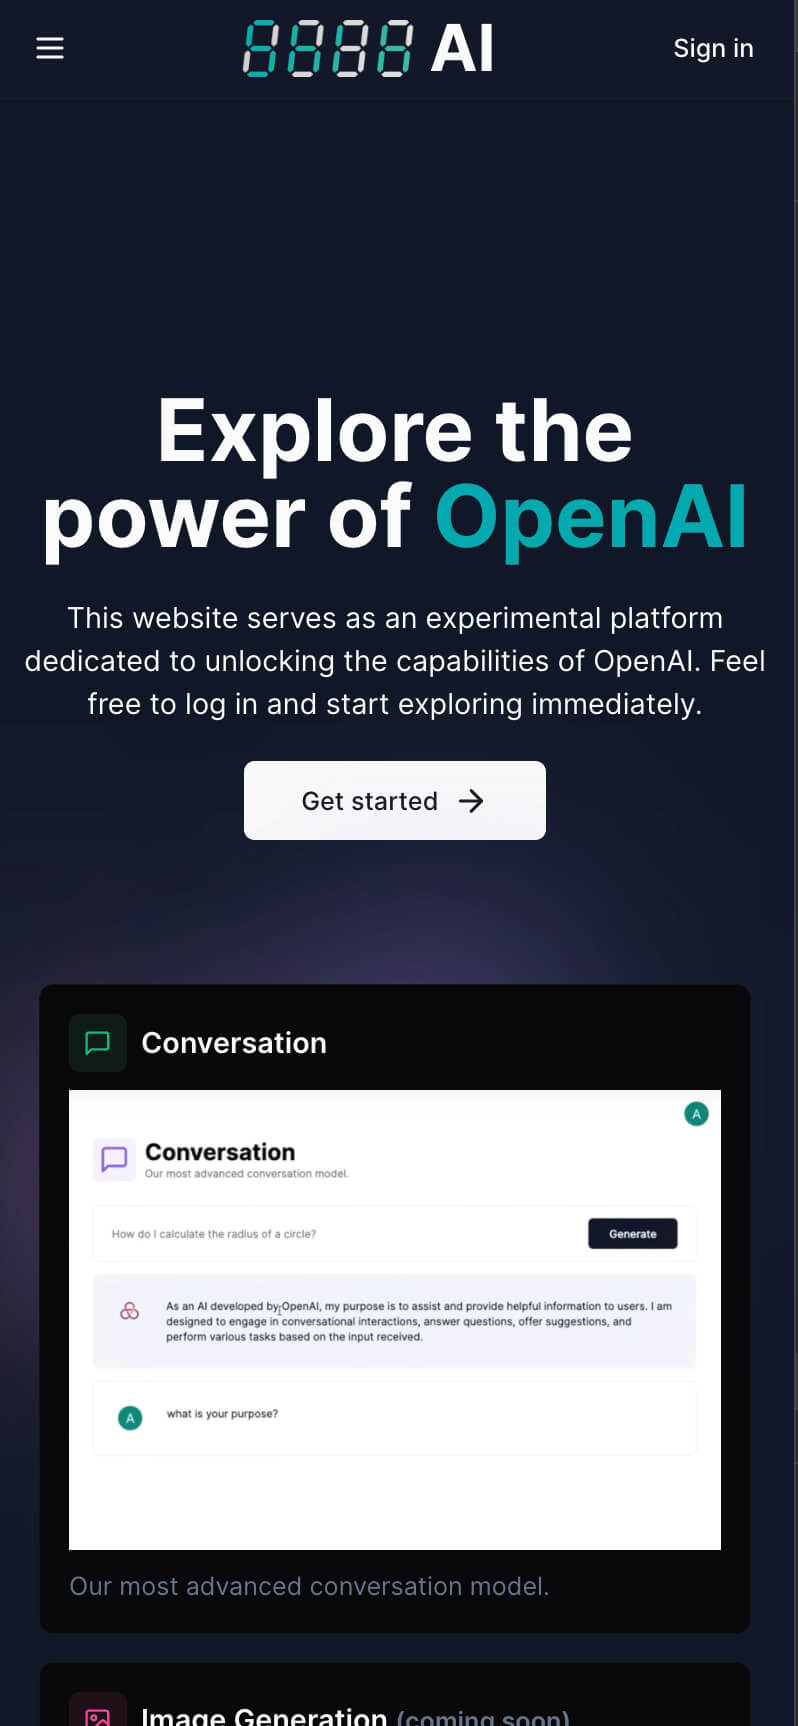 8888 AI
Sign in
Explore the
power of OpenAI
This website serves as an experimental platform
dedicated to unlocking the capabilities of OpenAI. Feel
free to log in and start exploring immediately.
Get started
Conversation
A
Conversation
Our most advanced conversation model.
How do I calculate the radius of a circle?
Generate
As an AI developed by OpenAI, my purpose is to assist and provide helpful information to users. I am
designed to engage in conversational interactions, answer questions, offer suggestions, and
perform various tasks based on the input received.
A
what is your purpose?
Our most advanced conversation model.
Image Generation (coming soon)